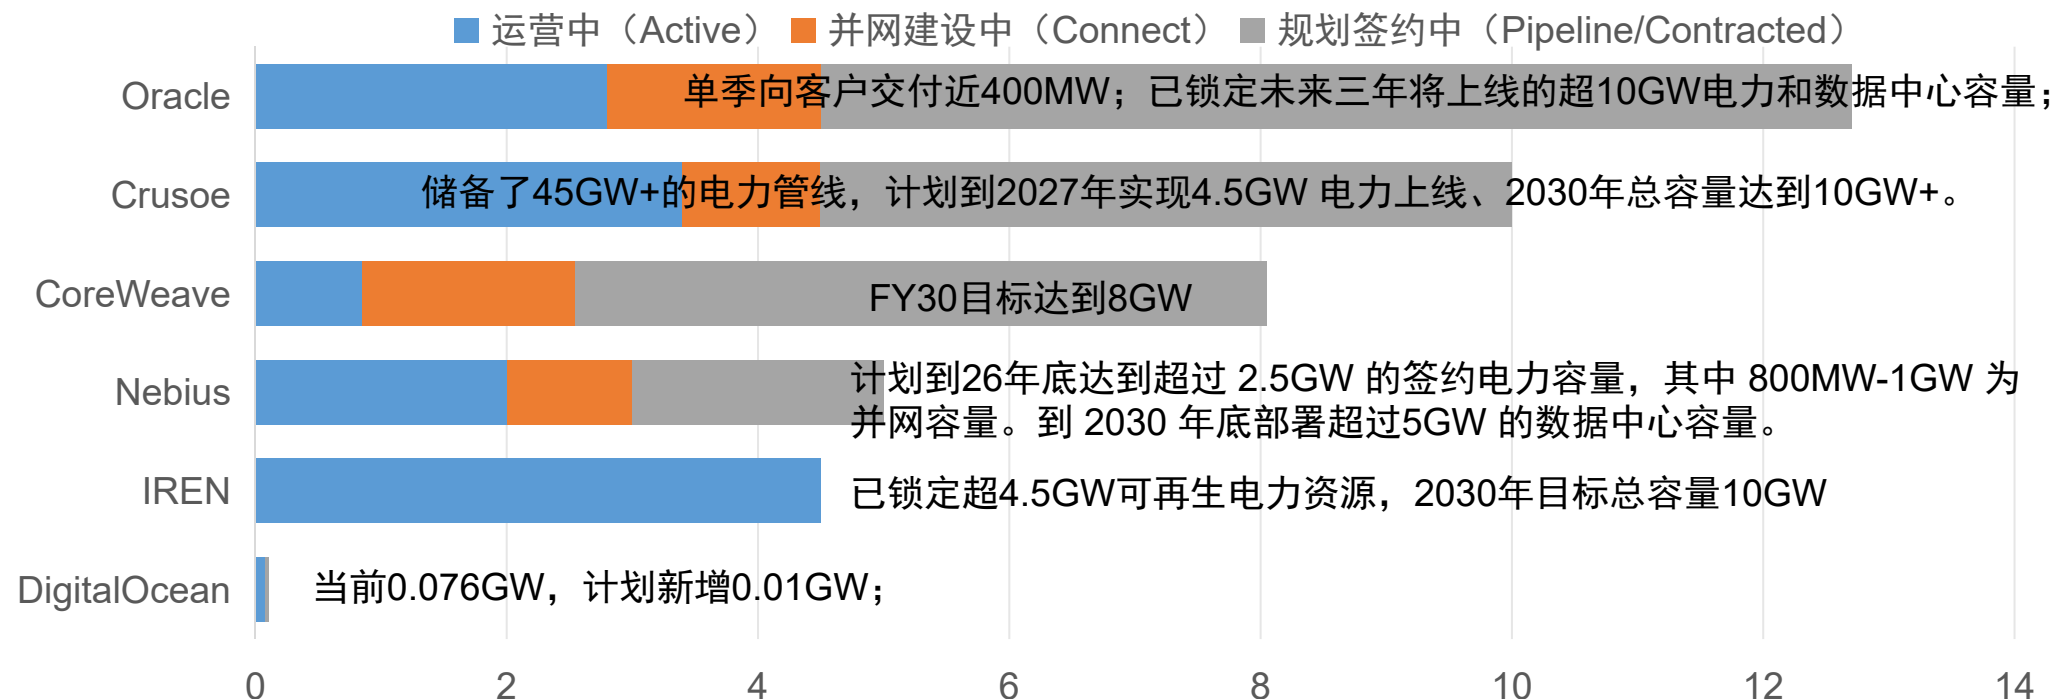 运营中（Active） 并网建设中（Connect） 规划签约中（Pipeline/Contracted）
Oracle 单季向客户交付近400MW；已锁定未来三年将上线的超10GW电力和数据中心容量；
Crusoe 储备了45GW+的电力管线，计划到2027年实现4.5GW 电力上线、2030年总容量达到10GW+。
CoreWeave FY30目标达到8GW
Nebius 计划到26年底达到超过 2.5GW 的签约电力容量，其中 800MW-1GW 为
并网容量。到 2030 年底部署超过5GW 的数据中心容量。
IREN 已锁定超4.5GW可再生电力资源，2030年目标总容量10GW
DigitalOcean 当前0.076GW，计划新增0.01GW；
0 2 4 6 8 10 12 14